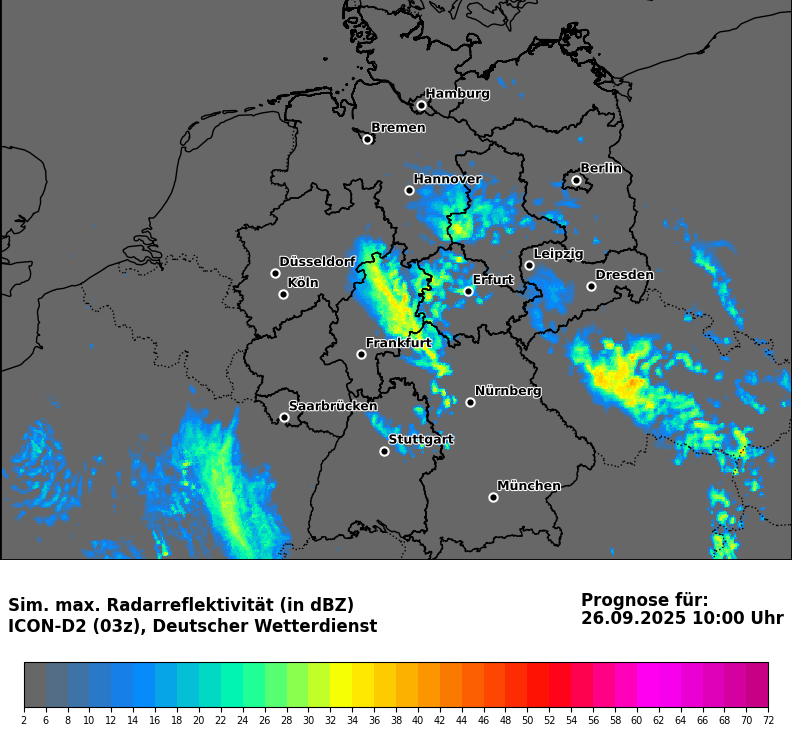 Hamburg
Bremen
Berlin
Hannover
Leipzig
Düsseldorf
Dresden
Erfurt
Köln
Frankfurt
Nürnberg
Saarbrücken
Stuttgart
München
Sim. max. Radarreflektivität (in dBZ)
ICON-D2 (03z), Deutscher Wetterdienst
Prognose für:
26.09.2025 10:00 Uhr
2 6 8 10 12 14 16 18 20 22 24 26 28 30 32 34 36 38 40 42 44 46 48 50 52 54 56 58 60 62 64 66 68 70 72